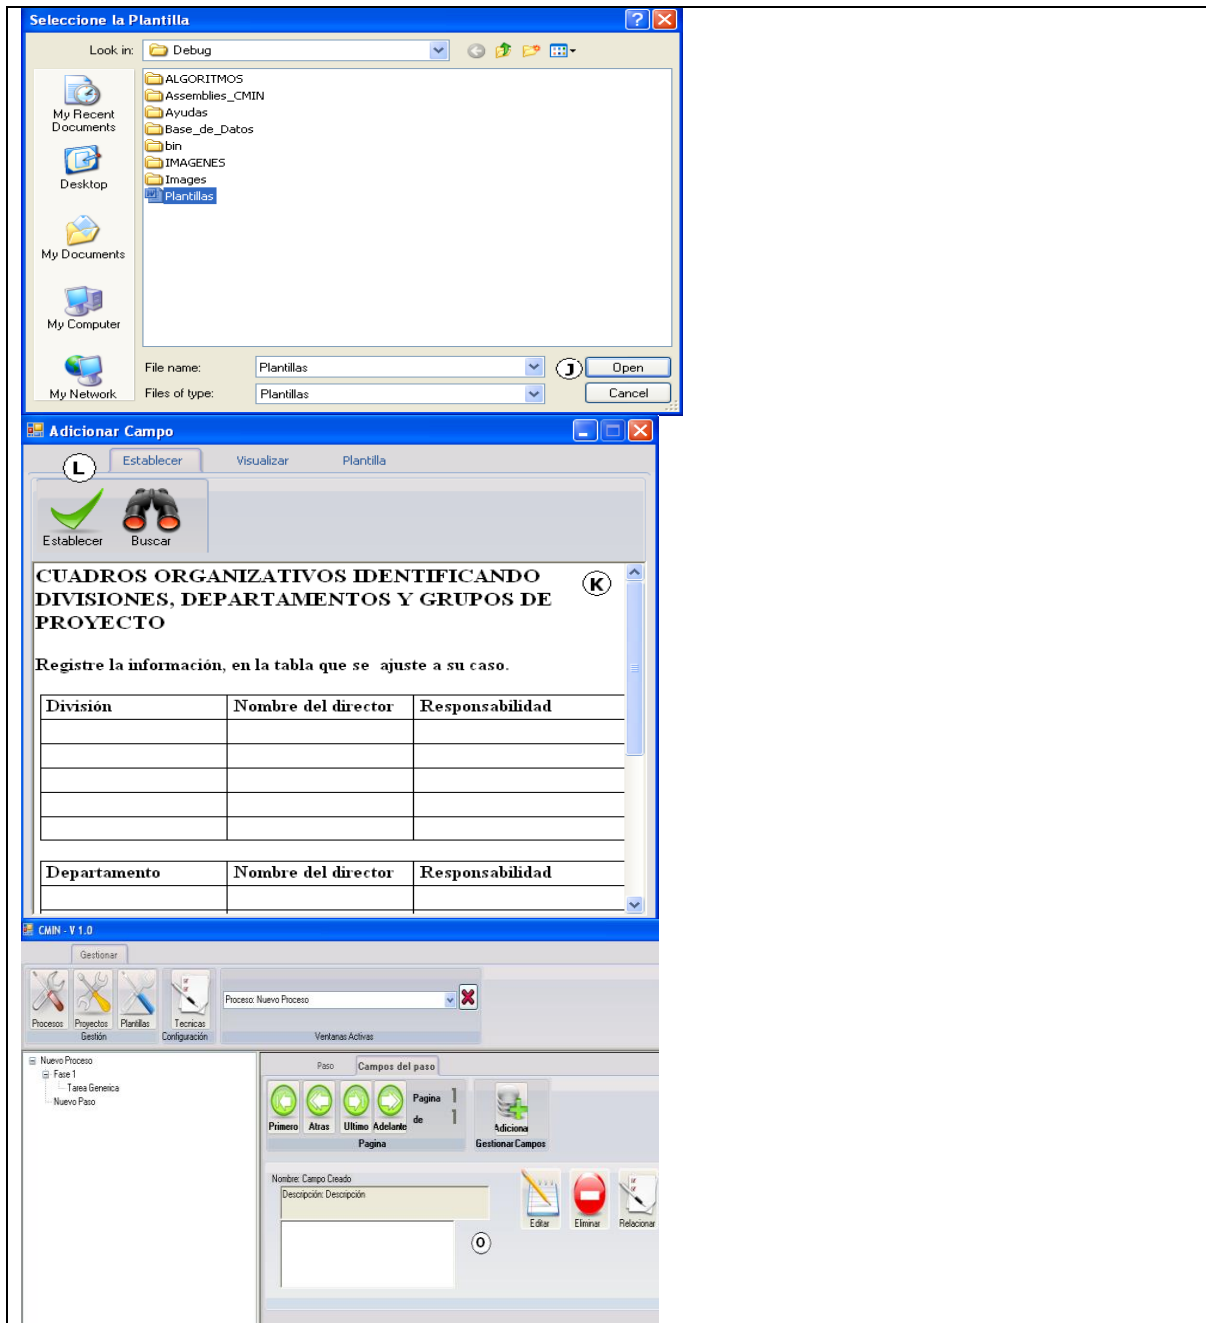 Seleccione la Plantilla
Look in: Debug
ALGORITMOS
Assemblies_CMIN
Ayudas
Base_de_Datos
bin
IMAGENES
Images
Plantillas
My Recent
Documents
Desktop
My Documents
My Computer
My Network
File name: Plantillas J Open
Files of type: Plantillas Cancel
Adicionar Campo
L Establecer Visualizar Plantilla
Establecer Buscar
K
CUADROS ORGANIZATIVOS IDENTIFICANDO
DIVISIONES, DEPARTAMENTOS Y GRUPOS DE
PROYECTO
Registre la información, en la tabla que se ajuste a su caso.
División Nombre del director Responsabilidad
Departamento Nombre del director Responsabilidad
CMIN - V 1.0
Gestionar
Procesos Proyectos Plantillas Tecnicas
Gestión Configuración
Proceso: Nuevo Proceso
Ventanas Activas
Nuevo Proceso
Fase 1
Tarea Generica
Nuevo Paso
Paso Campos del paso
Primero Atras Ultimo Adelante
Pagina 1
de 1
Pagina
Adiciona
Gestionar Campos
Nombre: Campo Creado
Descripción: Descripción
Editar Eliminar Relacionar
O